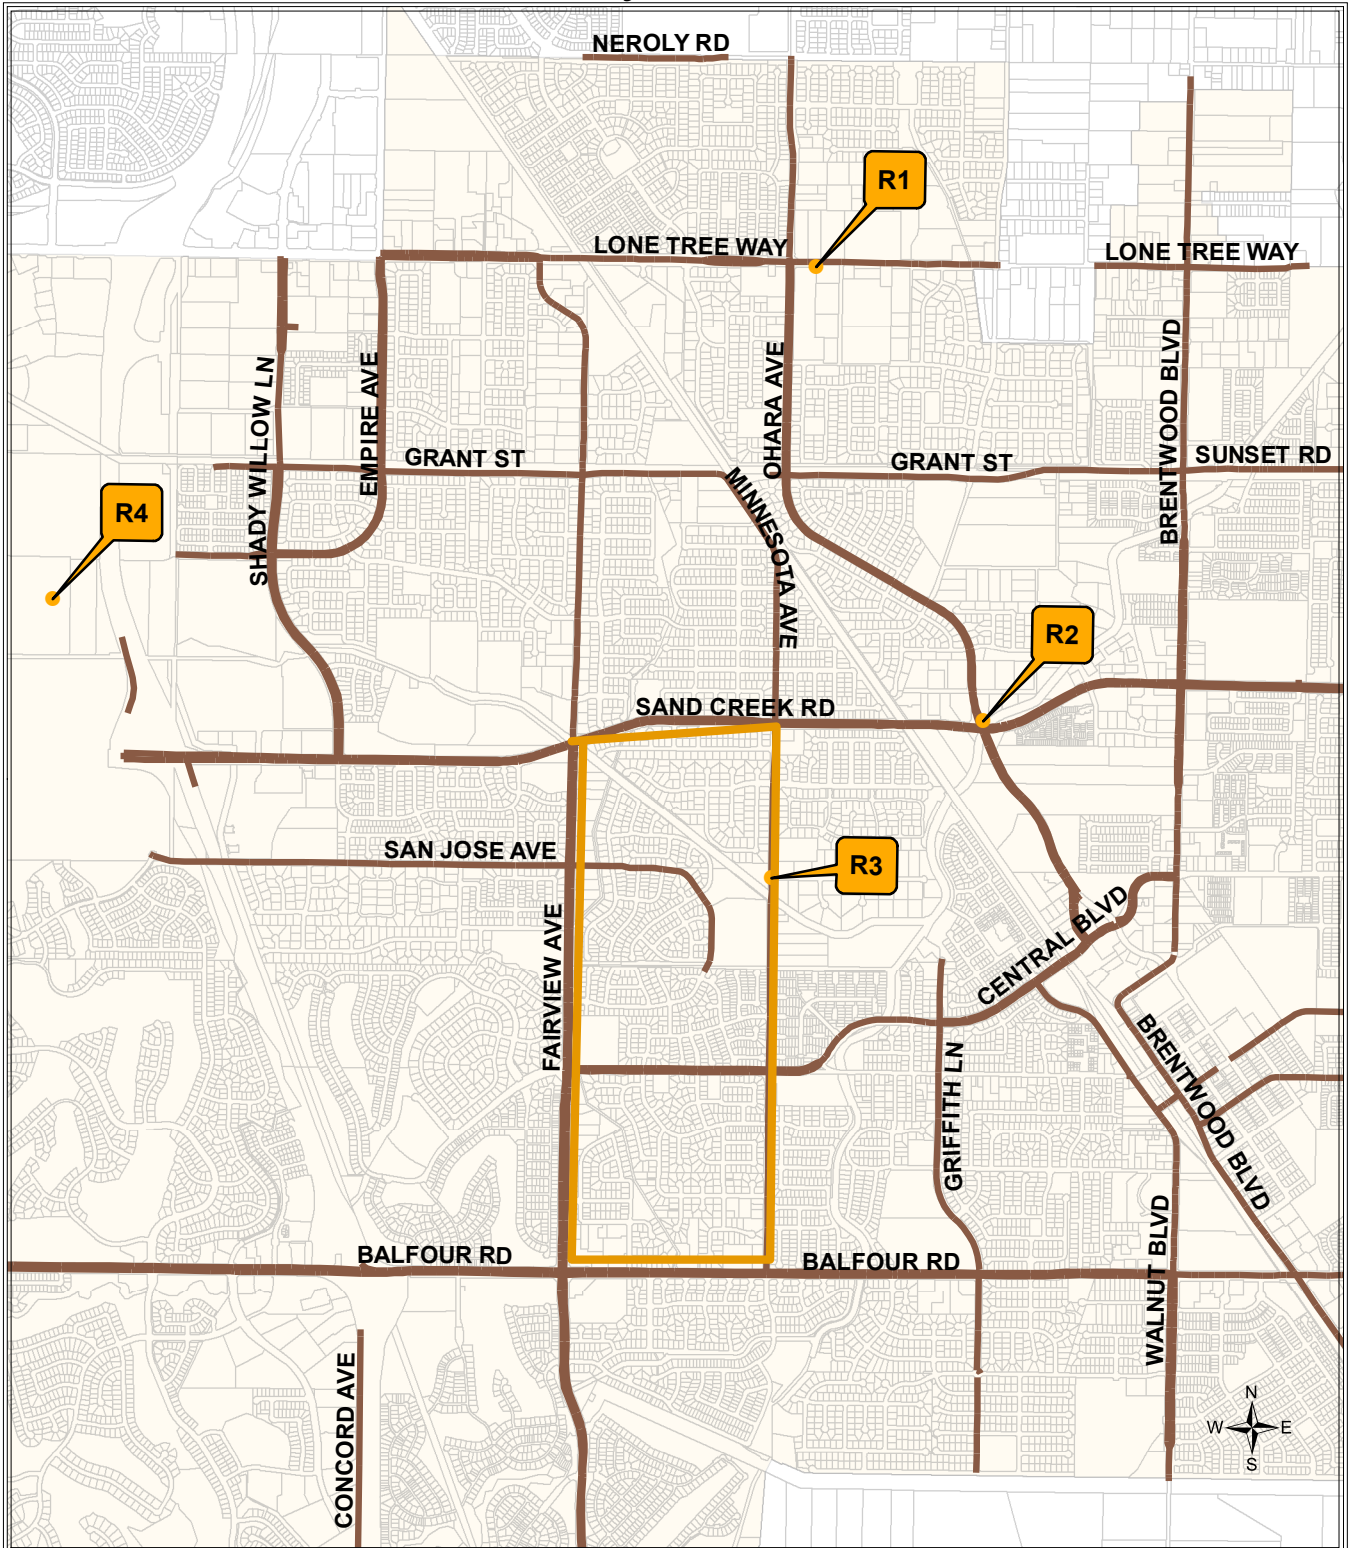 NEROLY RD
R1
LONE TREE WAY
LONE TREE WAY
SHADY WILLOW LN
EMPIRE AVE
OHARA AVE
BRENTWOOD BLVD
GRANT ST
GRANT ST
SUNSET RD
R4
MINNESOTA AVE
R2
SAND CREEK RD
SAN JOSE AVE
R3
FAIRVIEW AVE
CENTRAL BLVD
BRENTWOOD BLVD
GRIFFITH LN
WALNUT BLVD
BALFOUR RD
BALFOUR RD
CONCORD AVE
N
W E
S